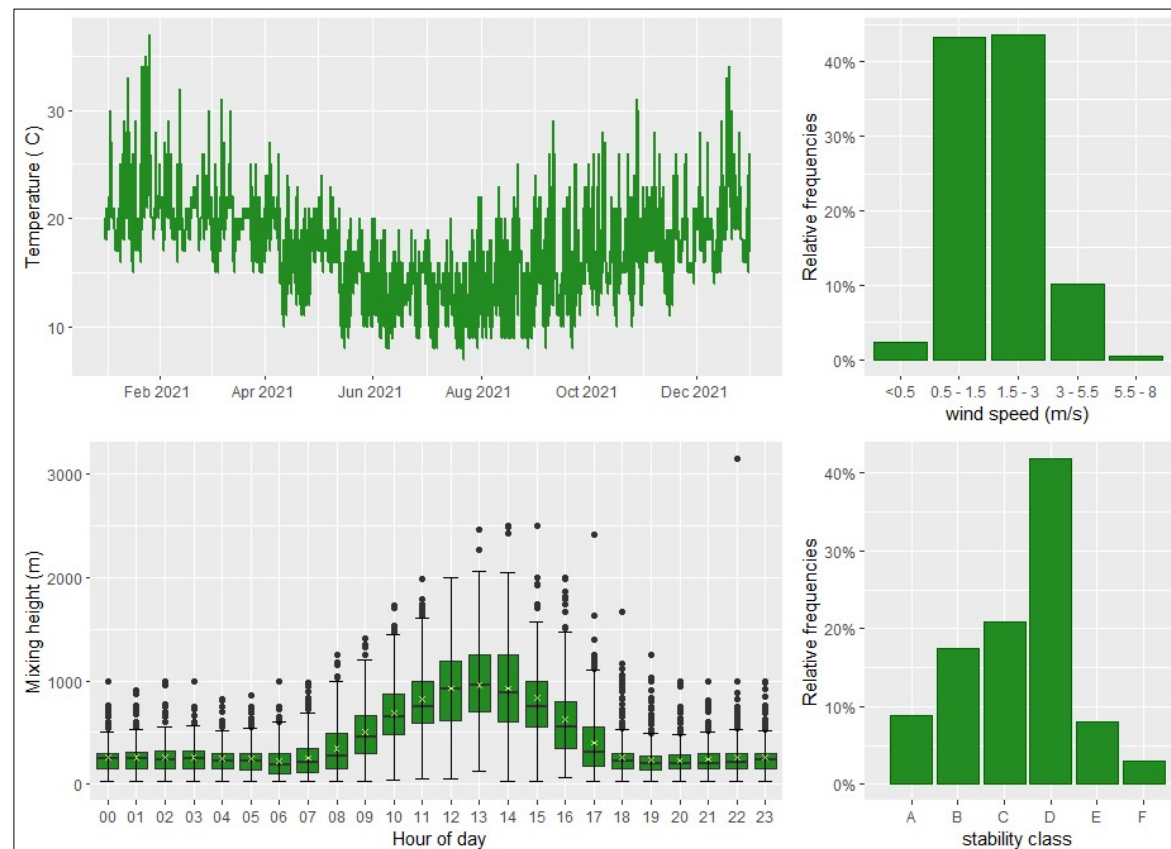 Temperature ( C)
30
20
10
Feb 2021 Apr 2021 Jun 2021 Aug 2021 Oct 2021 Dec 2021
Relative frequencies
40%
30%
20%
10%
0%
<0.5 0.5 - 1.5 1.5 - 3 3 - 5.5 5.5 - 8
wind speed (m/s)
Mixing height (m)
3000
2000
1000
0
00 01 02 03 04 05 06 07 08 09 10 11 12 13 14 15 16 17 18 19 20 21 22 23
Hour of day
Relative frequencies
40%
30%
20%
10%
0%
A B C D E F
stability class